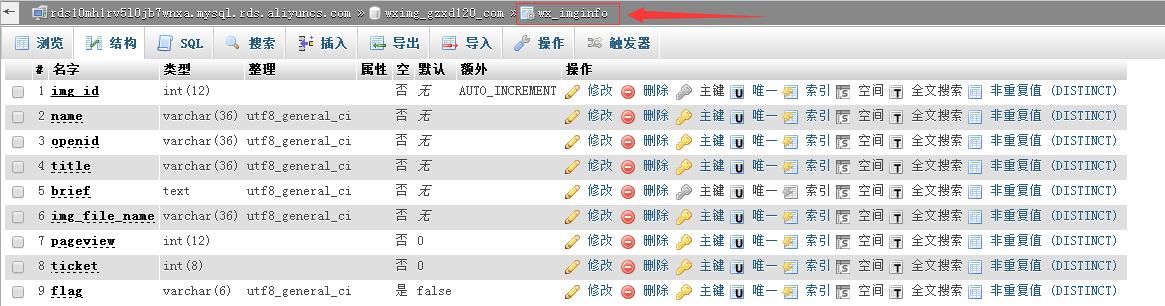 rds10mh1rv5l0jb7wnxa.mysql.rds.aliyuncs.com » wximg_gzxd120_com » wx_imginfo
浏览 结构 SQL 搜索 插入 导出 导入 操作 触发器
# 名字 类型 整理 属性 空 默认 额外 操作
1 img_id int(12) 否 无 AUTO_INCREMENT 修改 删除 主键 唯一 索引 空间 全文搜索 非重复值 (DISTINCT)
2 name varchar(36) utf8_general_ci 否 无 修改 删除 主键 唯一 索引 空间 全文搜索 非重复值 (DISTINCT)
3 openid varchar(36) utf8_general_ci 否 无 修改 删除 主键 唯一 索引 空间 全文搜索 非重复值 (DISTINCT)
4 title varchar(36) utf8_general_ci 否 无 修改 删除 主键 唯一 索引 空间 全文搜索 非重复值 (DISTINCT)
5 brief text utf8_general_ci 否 无 修改 删除 主键 唯一 索引 空间 全文搜索 非重复值 (DISTINCT)
6 img_file_name varchar(36) utf8_general_ci 否 无 修改 删除 主键 唯一 索引 空间 全文搜索 非重复值 (DISTINCT)
7 pageview int(12) 否 0 修改 删除 主键 唯一 索引 空间 全文搜索 非重复值 (DISTINCT)
8 ticket int(8) 否 0 修改 删除 主键 唯一 索引 空间 全文搜索 非重复值 (DISTINCT)
9 flag varchar(6) utf8_general_ci 是 false 修改 删除 主键 唯一 索引 空间 全文搜索 非重复值 (DISTINCT)